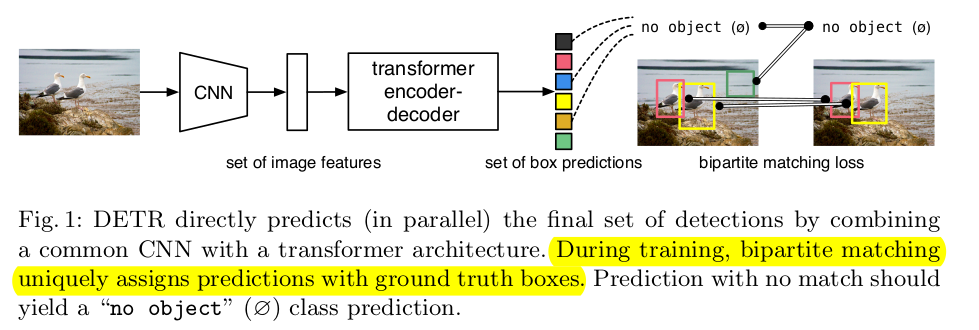 no object (ø)
no object (ø)
CNN
transformer
encoder-
decoder
set of image features
set of box predictions
bipartite matching loss
Fig. 1: DETR directly predicts (in parallel) the final set of detections by combining
a common CNN with a transformer architecture. During training, bipartite matching
uniquely assigns predictions with ground truth boxes. Prediction with no match should
yield a “no object” (∅) class prediction.